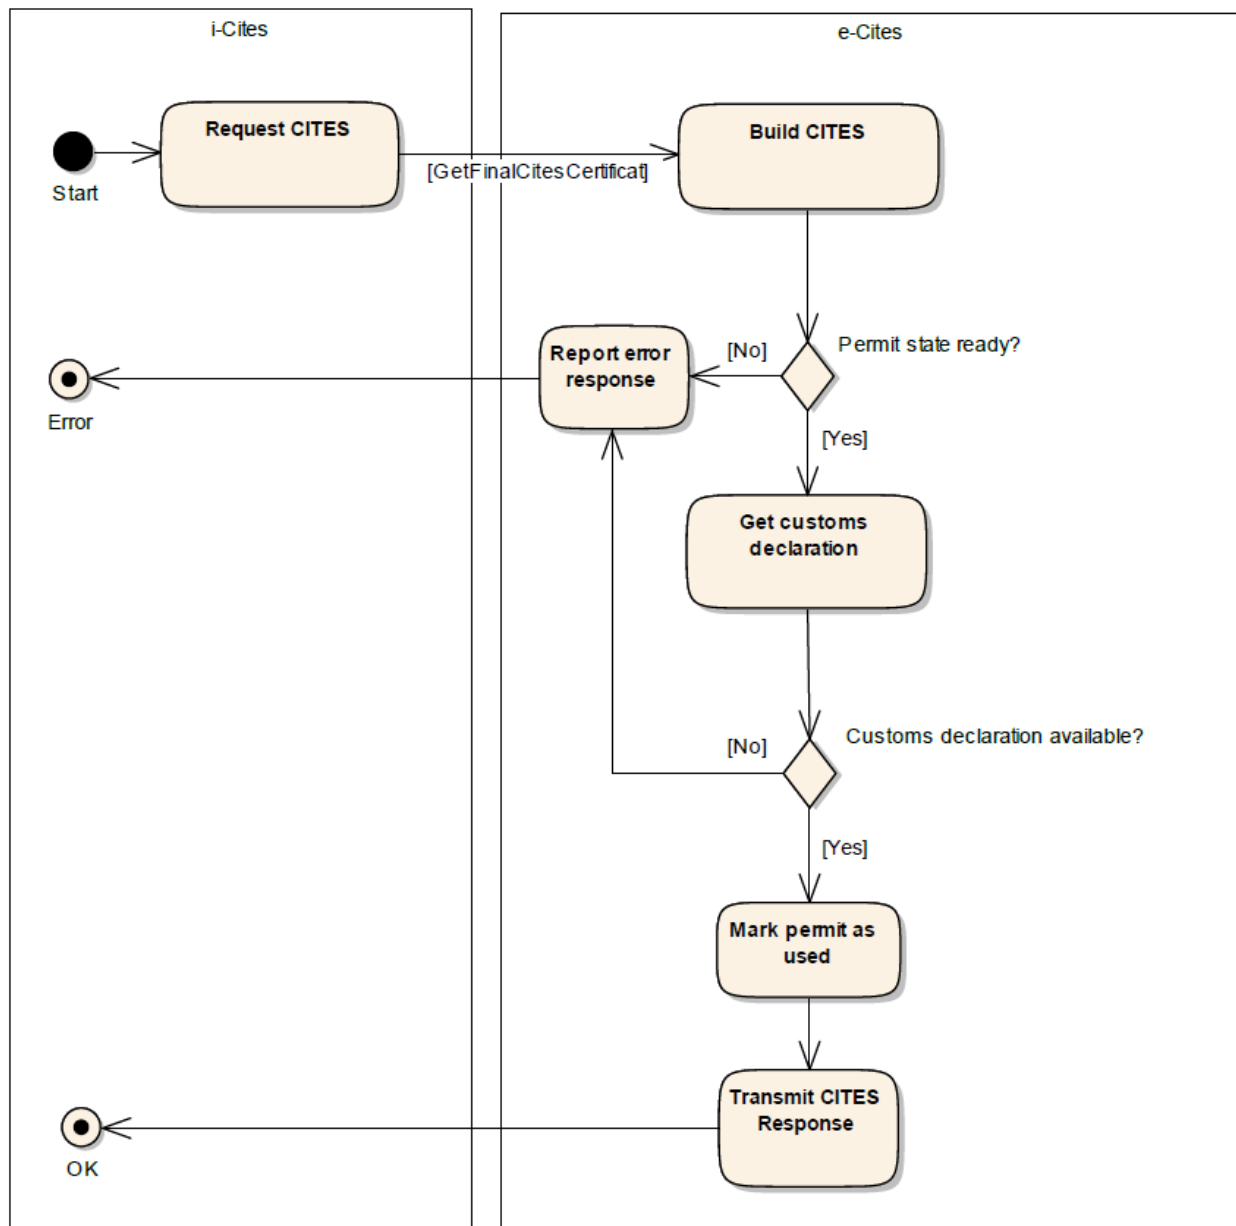 i-Cites
e-Cites
Request CITES
Build CITES
Start
[GetFinalCitesCertificat]
Permit state ready?
[No]
Report error
response
Error
[Yes]
Get customs
declaration
Customs declaration available?
[No]
[Yes]
Mark permit as
used
Transmit CITES
Response
OK